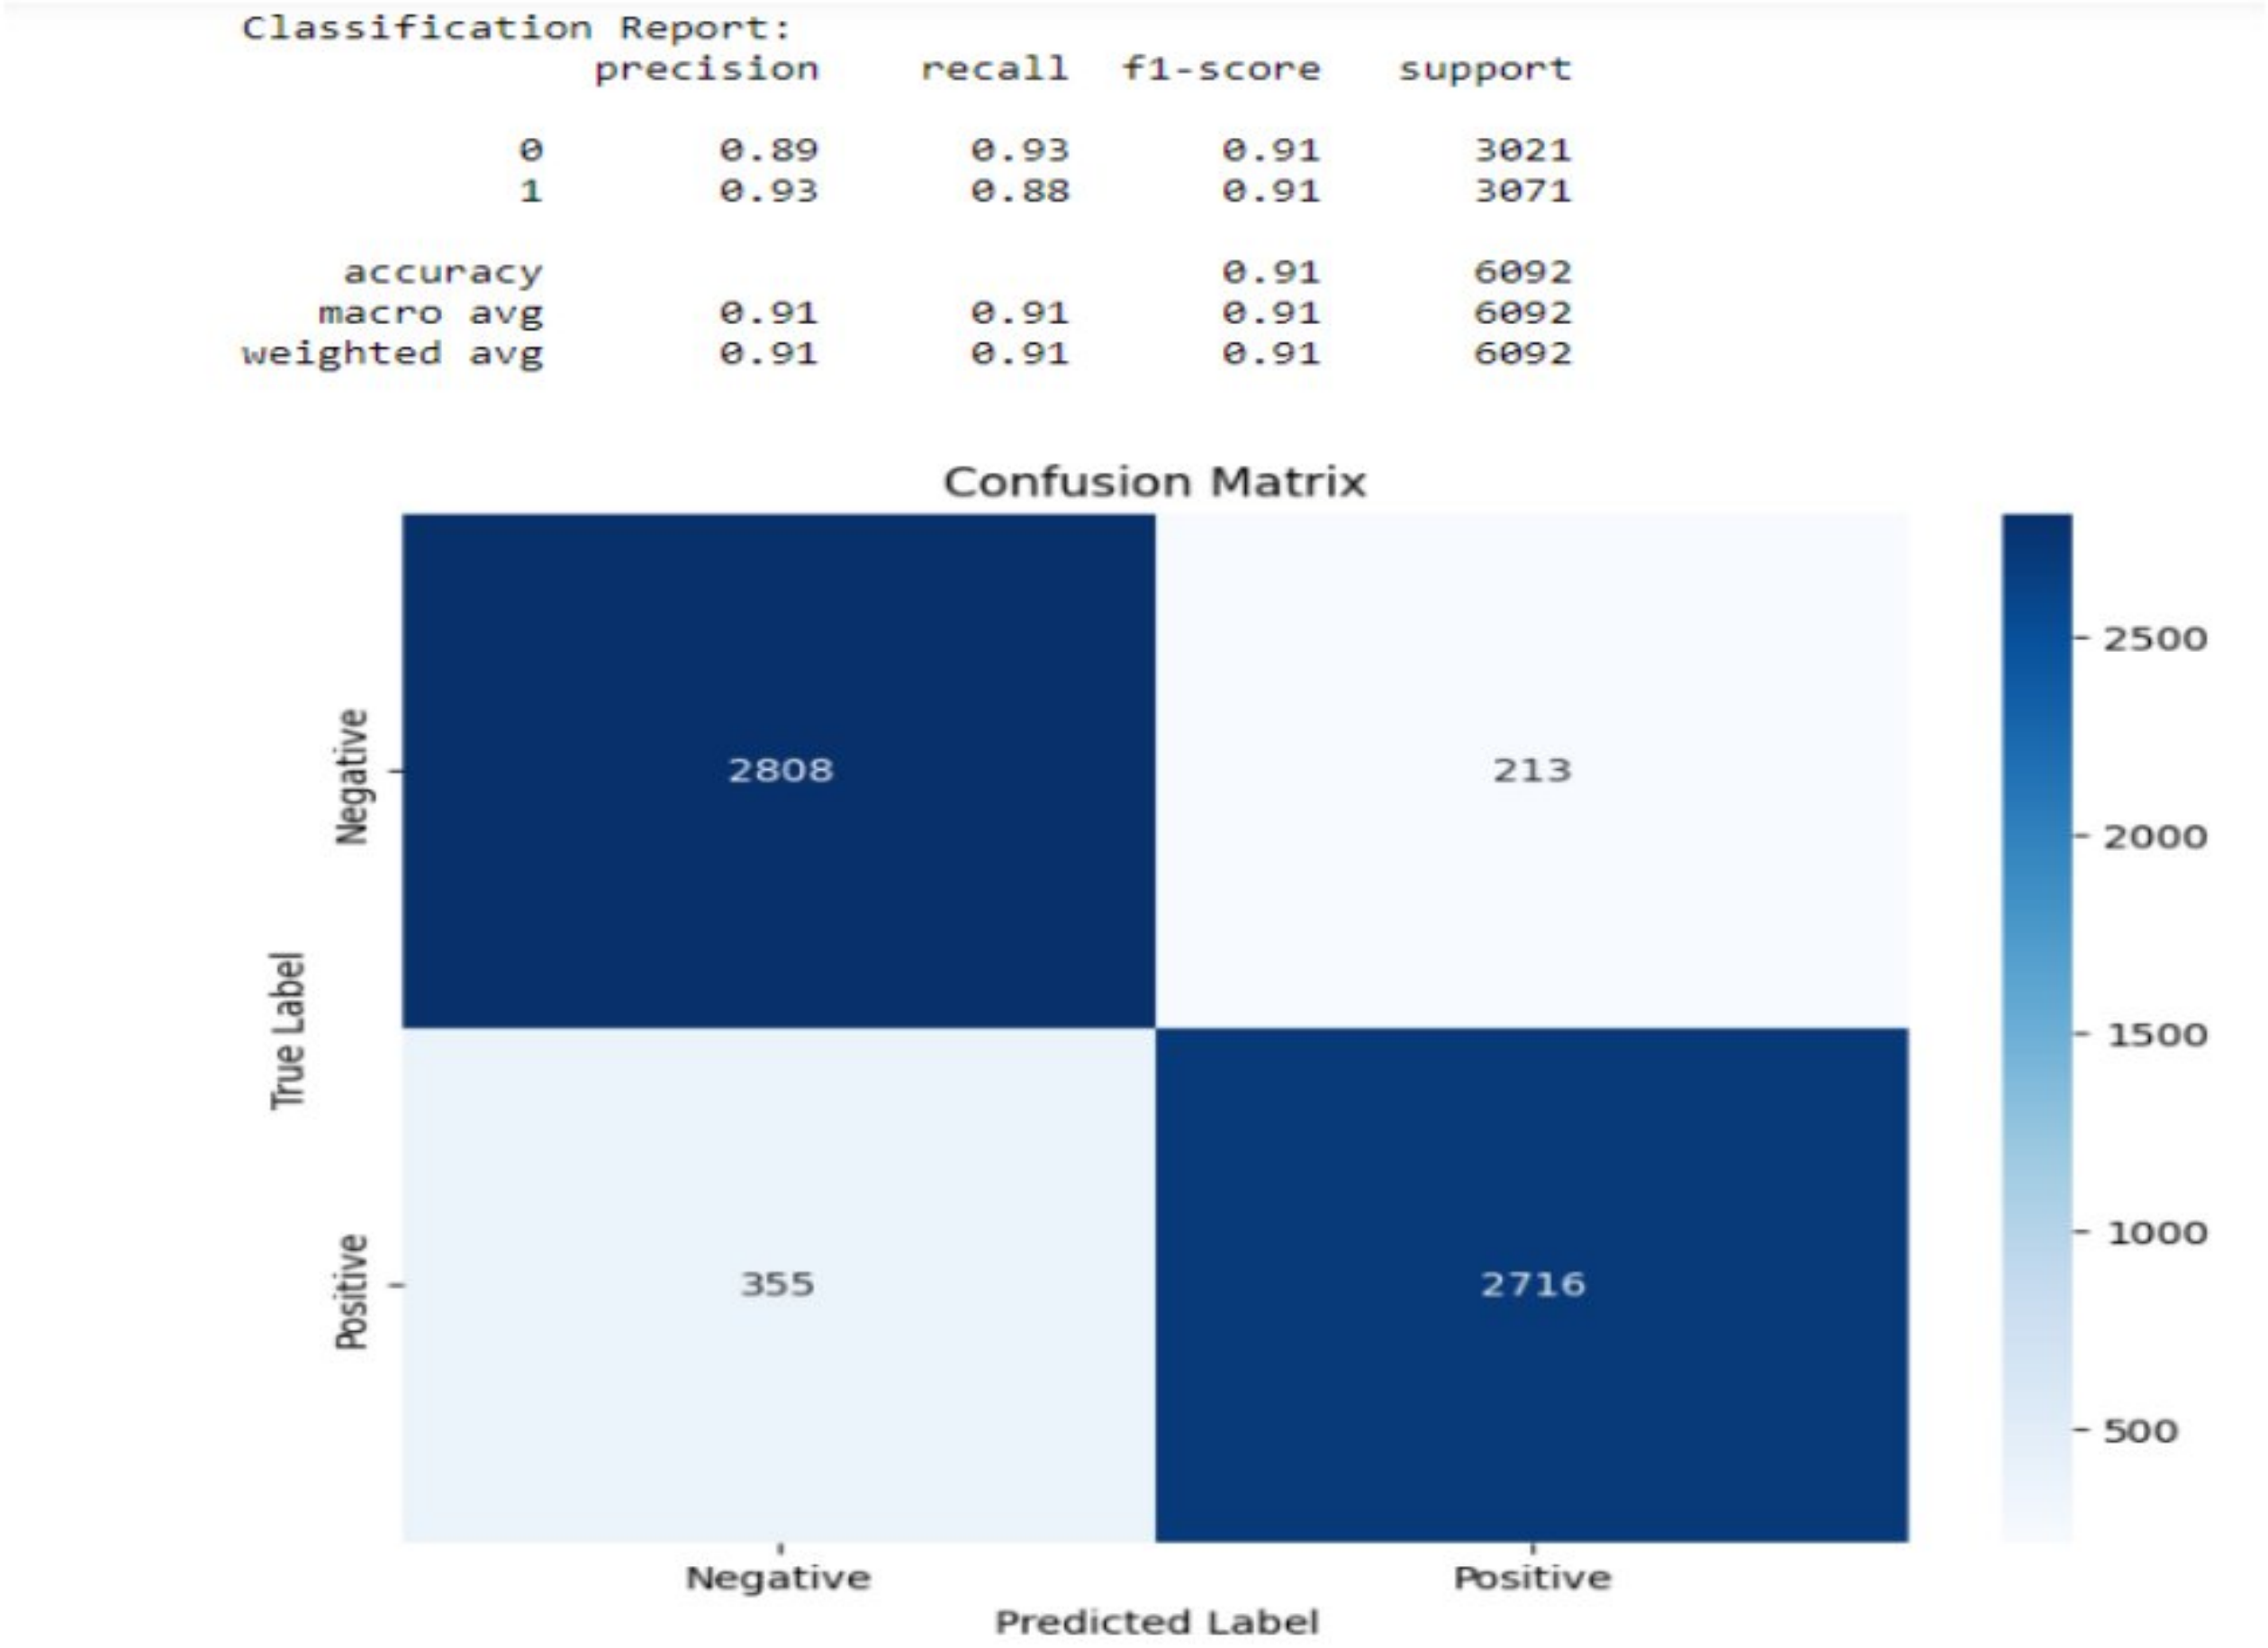 Classification Report:
precision recall f1-score support
0 0.89 0.93 0.91 3021
1 0.93 0.88 0.91 3071
accuracy 0.91 6092
macro avg 0.91 0.91 0.91 6092
weighted avg 0.91 0.91 0.91 6092
Confusion Matrix
True Label
Negative
2808 213
Positive
355 2716
Negative Positive
Predicted Label
2500
2000
1500
1000
500